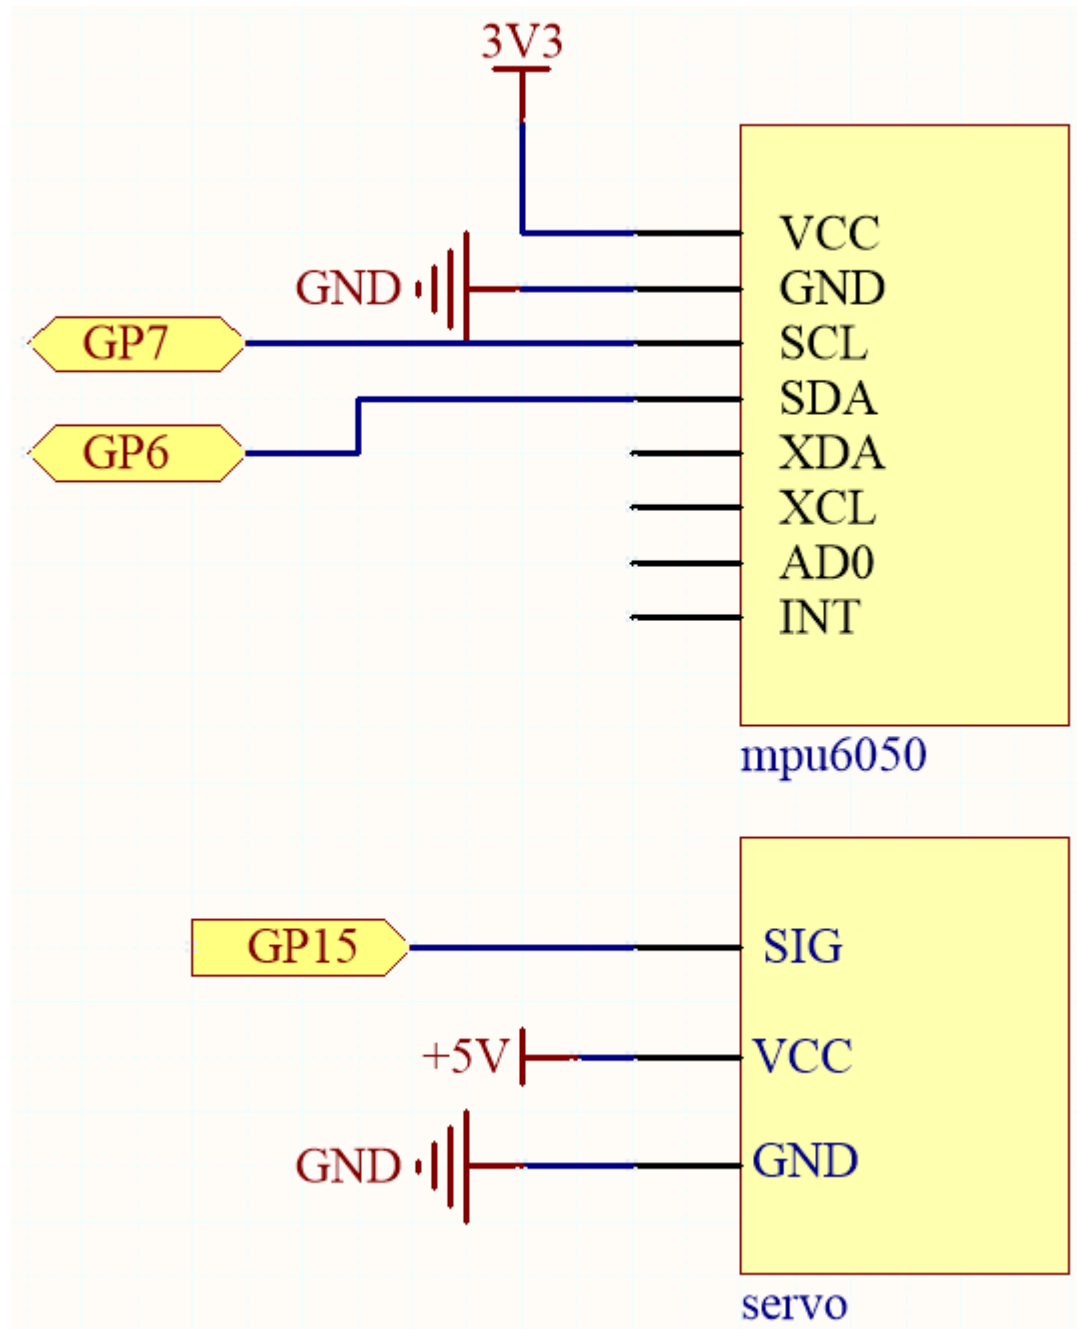 3V3
VCC
GND GND
GP7 SCL
SDA
GP6 XDA
XCL
AD0
INT
mpu6050
GP15 SIG
+5V VCC
GND GND
servo